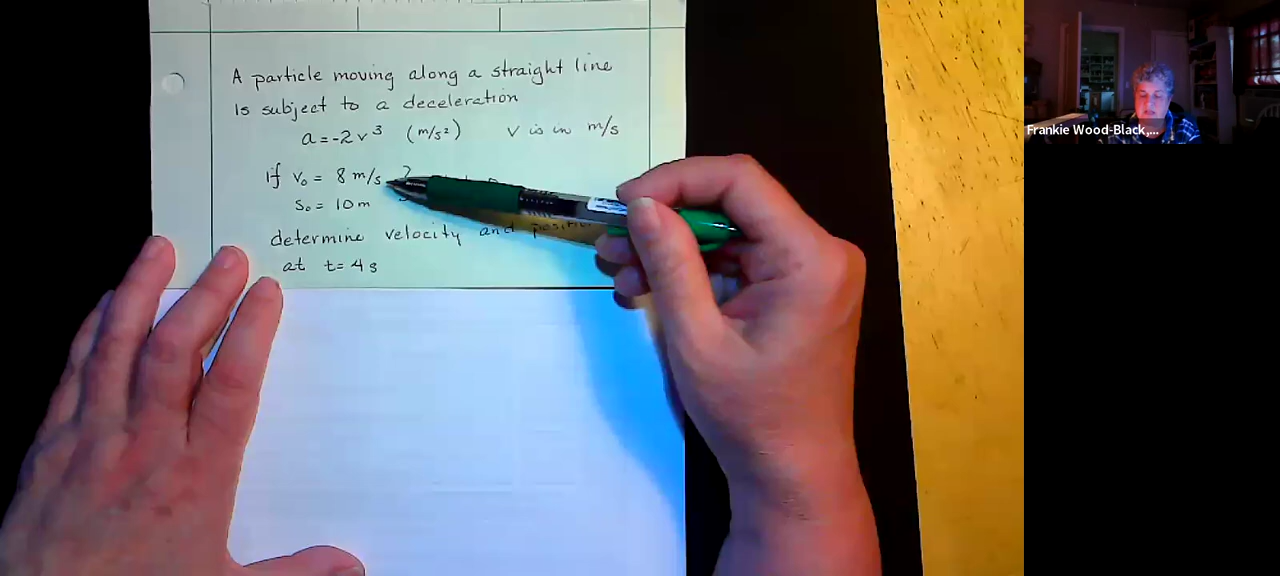 A particle moving along a straight line
is subject to a deceleration
a = -2v³ (m/s²) v is in m/s
If v₀ = 8 m/s
s₀ = 10 m
determine velocity and
at t = 4 s
Frankie Wood-Black,...